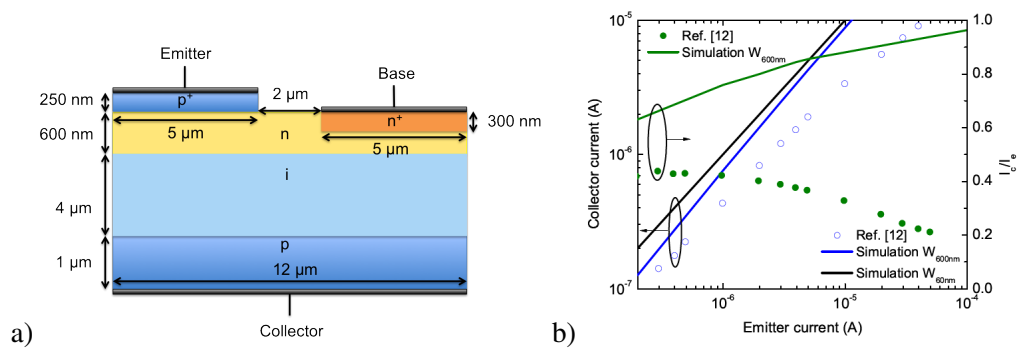 Emitter
Base
250 nm
p+
2 µm
n+
300 nm
600 nm
5 µm
n
5 µm
i
4 µm
p
1 µm
12 µm
Collector
a)
10-5
1.0
Ref. [12]
Simulation W600nm
0.8
Collector current (A)
0.6
Ic/Ie
10-6
0.4
Ref. [12]
0.2
Simulation W600nm
Simulation W60nm
10-7
0.0
10-6
10-5
10-4
Emitter current (A)
b)